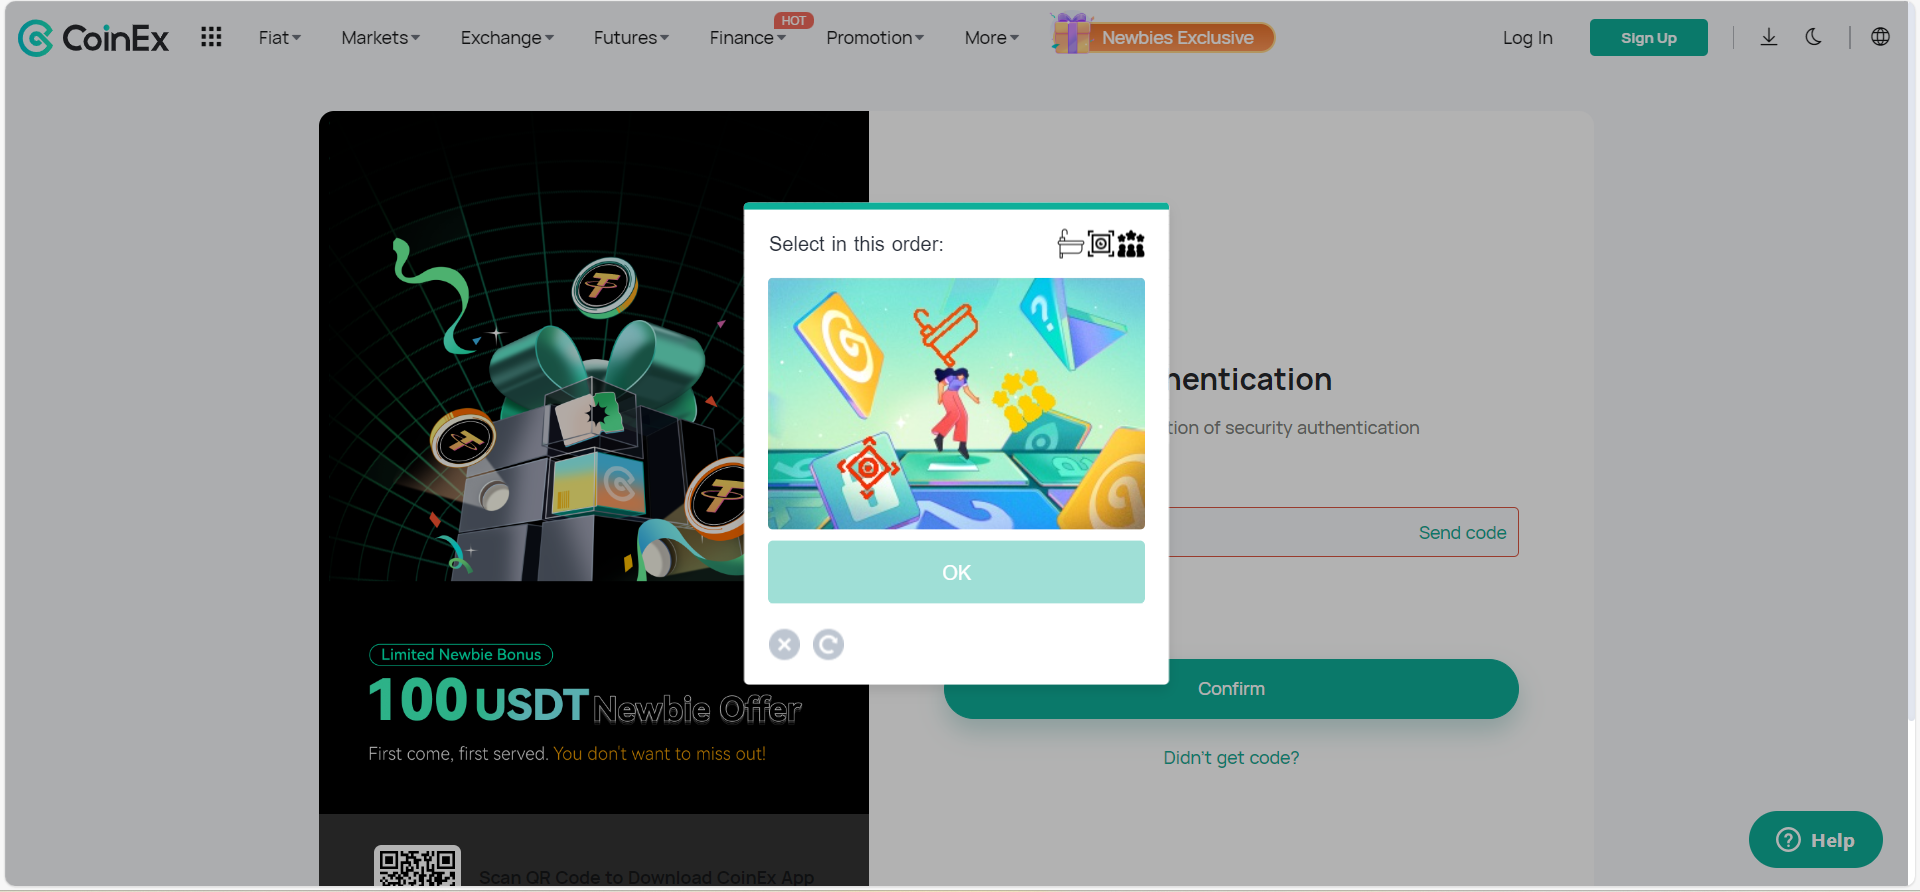 CoinEx
Fiat
Markets
Exchange
Futures
Finance
HOT
Promotion
More
Newbies Exclusive
Log In
Sign Up
Select in this order:
hentication
tion of security authentication
Send code
OK
Confirm
Didn't get code?
Limited Newbie Bonus
100 USDT Newbie Offer
First come, first served. You don't want to miss out!
Scan QR Code to Download CoinEx App
Help